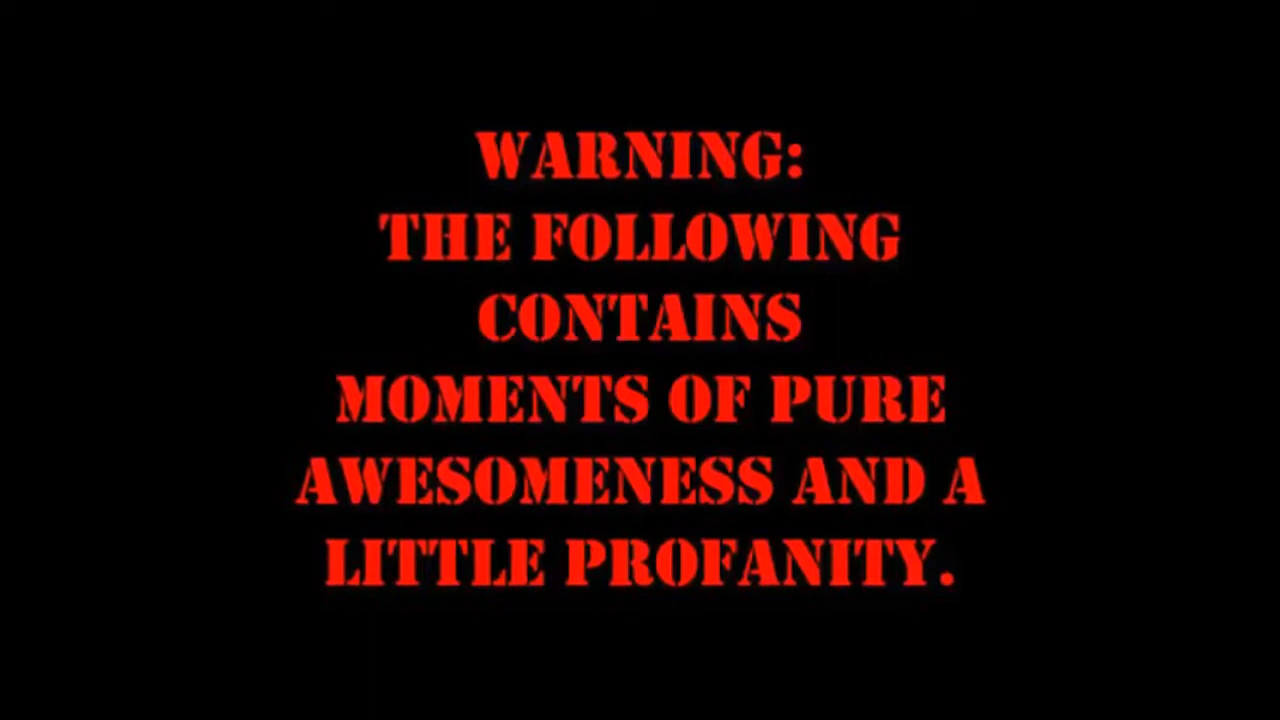 WARNING:
THE FOLLOWING
CONTAINS
MOMENTS OF PURE
AWESOMENESS AND A
LITTLE PROFANITY.